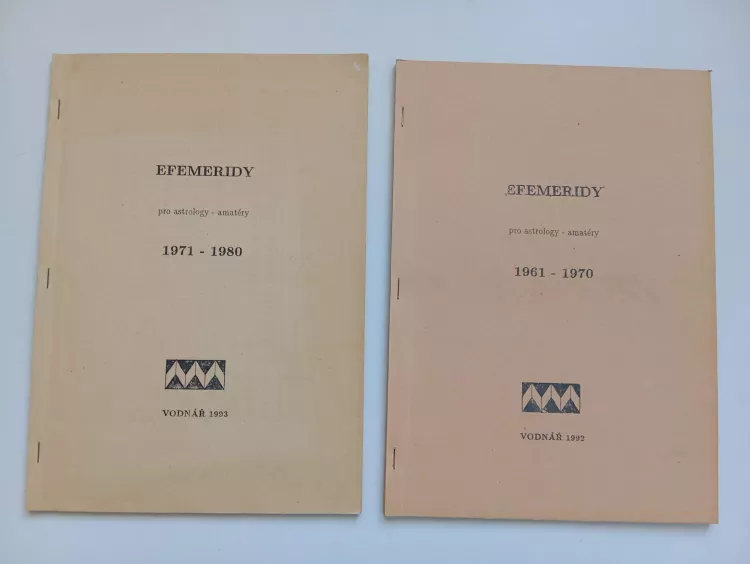 EFEMERIDY
pro astrology - amatéry
1971 - 1980
VODNÁŘ 1993
EFEMERIDY
pro astrology - amatéry
1961 - 1970
VODNÁŘ 1992